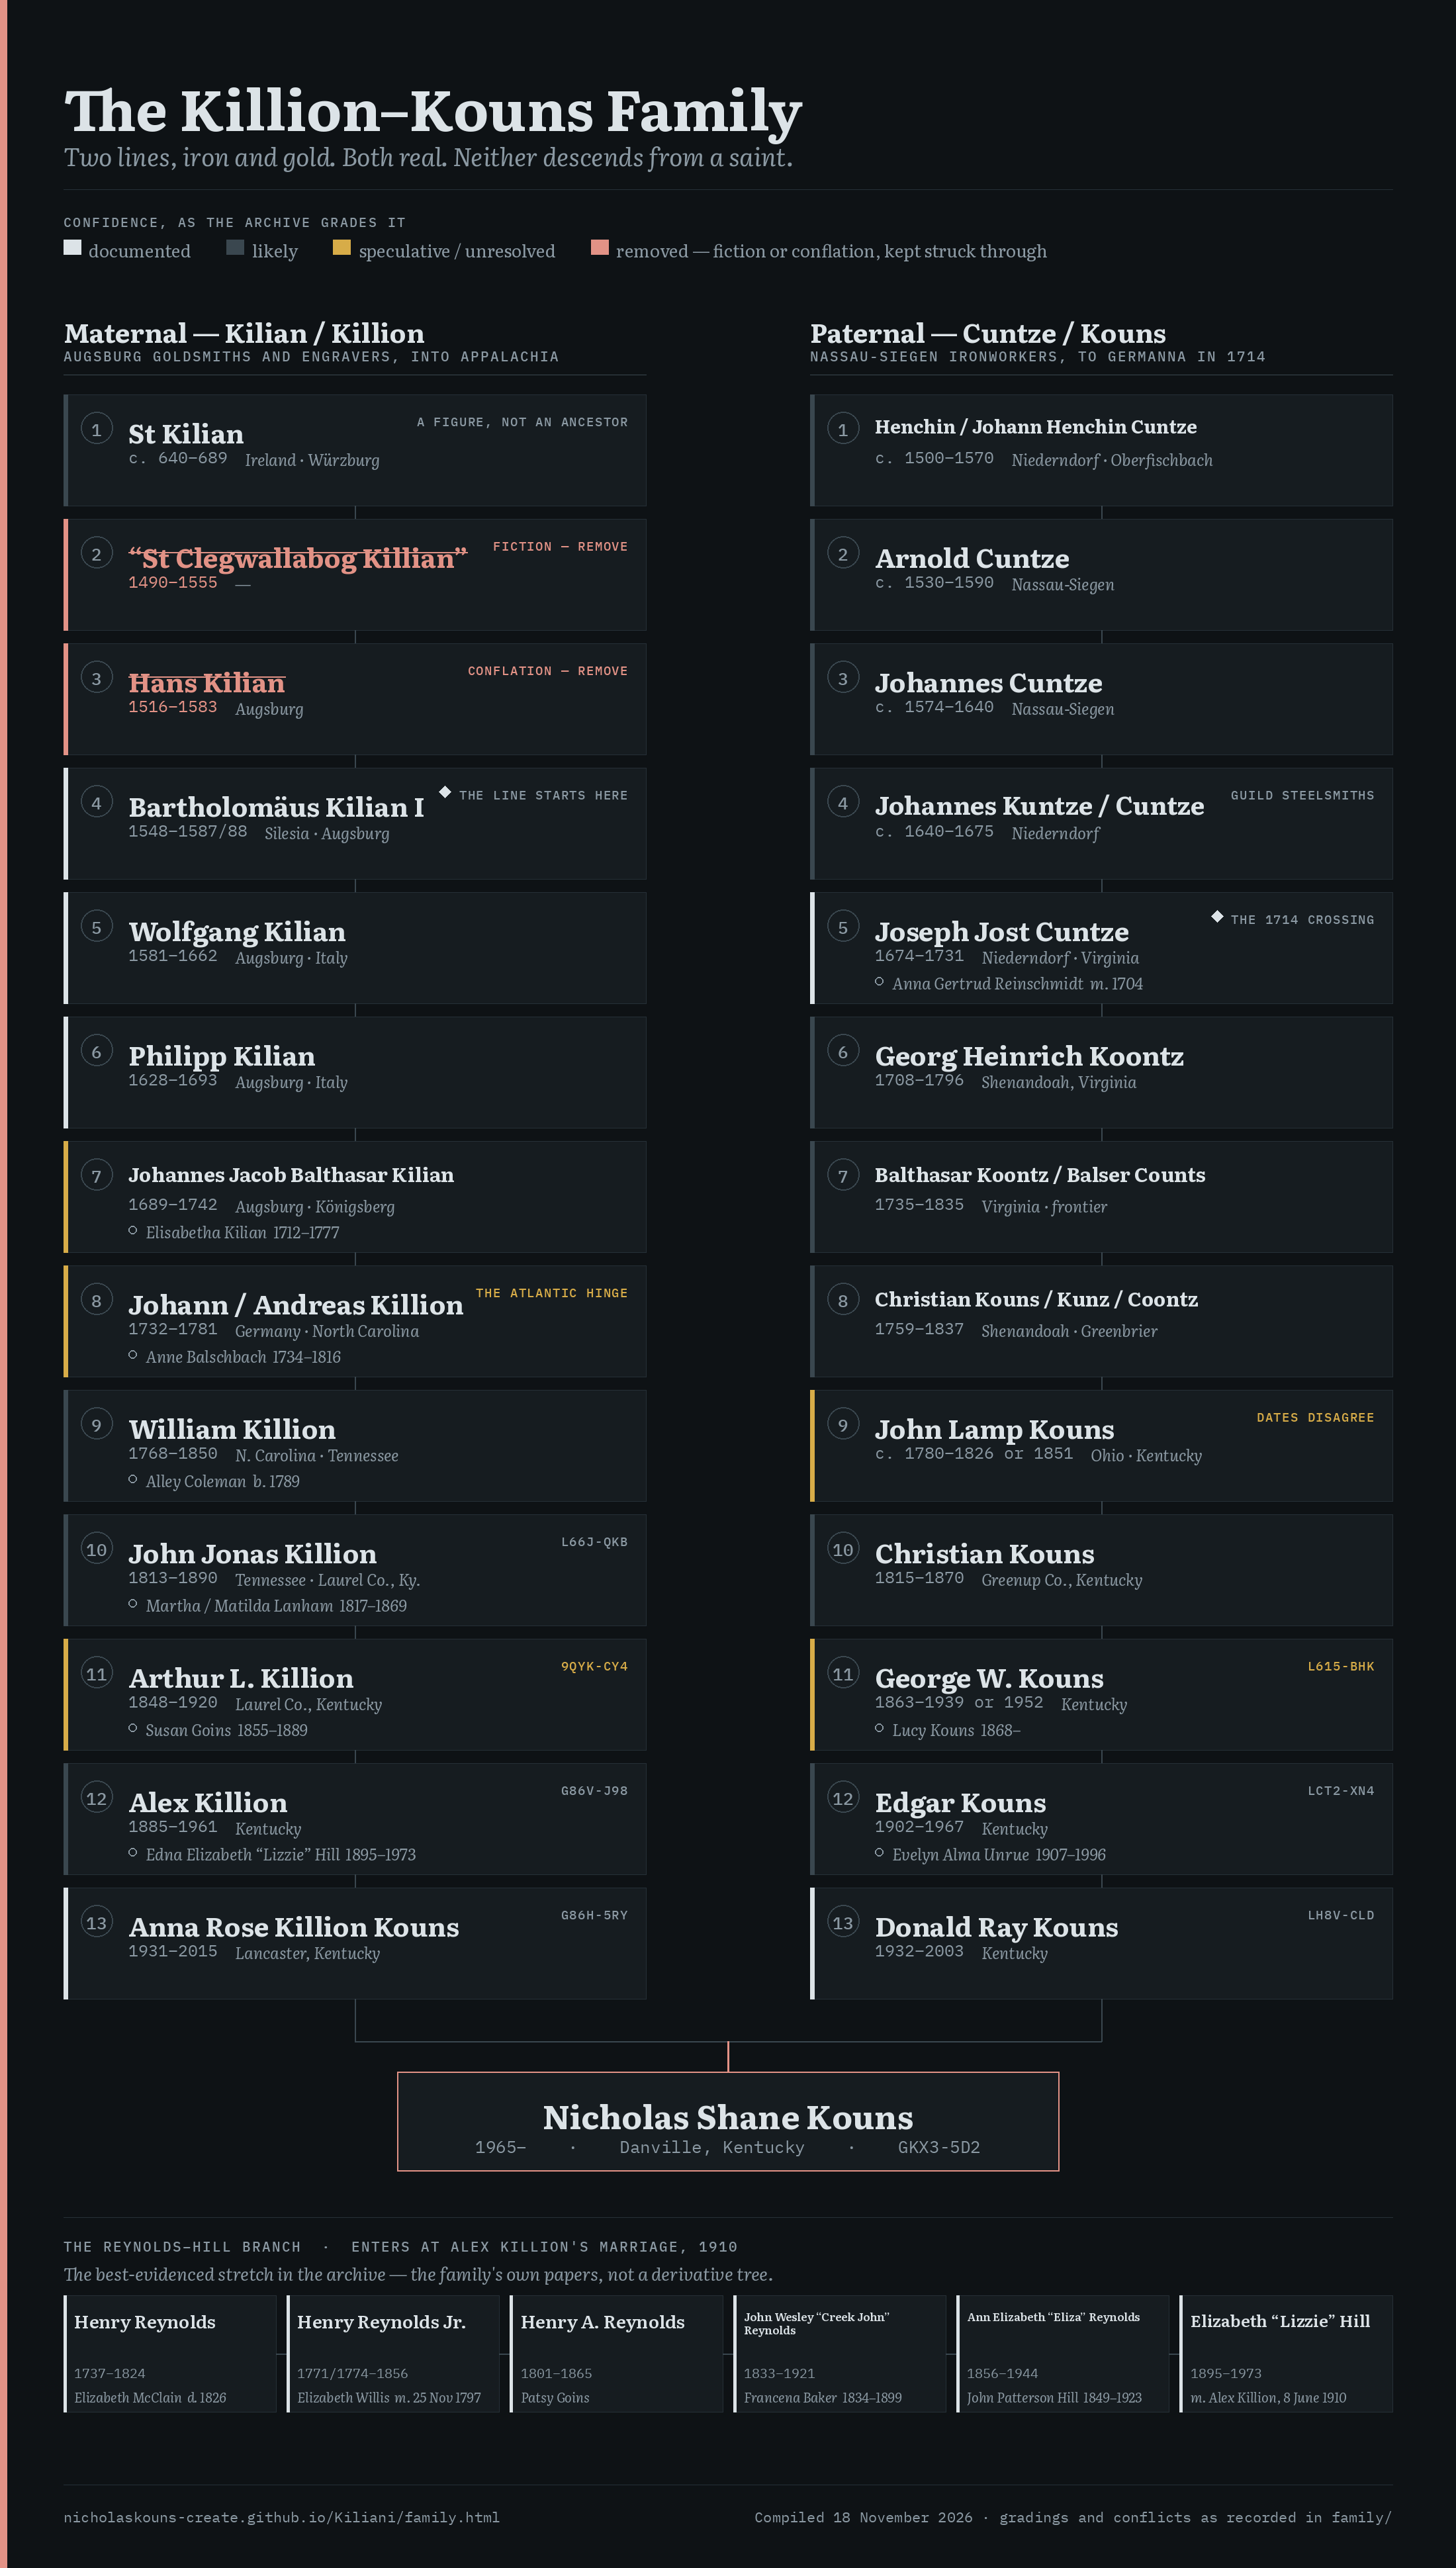 The Killion–Kouns Family
Two lines, iron and gold. Both real. Neither descends from a saint.
CONFIDENCE, AS THE ARCHIVE GRADES IT
documented likely speculative / unresolved removed — fiction or conflation, kept struck through
Maternal — Kilian / Killion
AUGSBURG GOLDSMITHS AND ENGRAVERS, INTO APPALACHIA
1 St Kilian A FIGURE, NOT AN ANCESTOR
c. 640–689 Ireland · Würzburg
2 “St Clegwallabog Killian” FICTION — REMOVE
1490–1555 —
3 Hans Kilian CONFLATION — REMOVE
1516–1583 Augsburg
4 Bartholomäus Kilian I ◆ THE LINE STARTS HERE
1548–1587/88 Silesia · Augsburg
5 Wolfgang Kilian
1581–1662 Augsburg · Italy
6 Philipp Kilian
1628–1693 Augsburg · Italy
7 Johannes Jacob Balthasar Kilian
1689–1742 Augsburg · Königsberg
Elisabetha Kilian 1712–1777
8 Johann / Andreas Killion THE ATLANTIC HINGE
1732–1781 Germany · North Carolina
Anne Balschbach 1734–1816
9 William Killion
1768–1850 N. Carolina · Tennessee
Alley Coleman b. 1789
10 John Jonas Killion L66J-QKB
1813–1890 Tennessee · Laurel Co., Ky.
Martha / Matilda Lanham 1817–1869
11 Arthur L. Killion 9QYK-CY4
1848–1920 Laurel Co., Kentucky
Susan Goins 1855–1889
12 Alex Killion G86V-J98
1885–1961 Kentucky
Edna Elizabeth “Lizzie” Hill 1895–1973
13 Anna Rose Killion Kouns G86H-5RY
1931–2015 Lancaster, Kentucky
Paternal — Cuntze / Kouns
NASSAU-SIEGEN IRONWORKERS, TO GERMANNA IN 1714
1 Henchin / Johann Henchin Cuntze
c. 1500–1570 Niederndorf · Oberfischbach
2 Arnold Cuntze
c. 1530–1590 Nassau-Siegen
3 Johannes Cuntze
c. 1574–1640 Nassau-Siegen
4 Johannes Kuntze / Cuntze GUILD STEELSMITHS
c. 1640–1675 Niederndorf
5 Joseph Jost Cuntze ◆ THE 1714 CROSSING
1674–1731 Niederndorf · Virginia
Anna Gertrud Reinschmidt m. 1704
6 Georg Heinrich Koontz
1708–1796 Shenandoah, Virginia
7 Balthasar Koontz / Balser Counts
1735–1835 Virginia · frontier
8 Christian Kouns / Kunz / Coontz
1759–1837 Shenandoah · Greenbrier
9 John Lamp Kouns DATES DISAGREE
c. 1780–1826 or 1851 Ohio · Kentucky
10 Christian Kouns
1815–1870 Greenup Co., Kentucky
11 George W. Kouns L615-BHK
1863–1939 or 1952 Kentucky
Lucy Kouns 1868–
12 Edgar Kouns LCT2-XN4
1902–1967 Kentucky
Evelyn Alma Unrue 1907–1996
13 Donald Ray Kouns LH8V-CLD
1932–2003 Kentucky
Nicholas Shane Kouns
1965– · Danville, Kentucky · GKX3-5D2
THE REYNOLDS–HILL BRANCH · ENTERS AT ALEX KILLION'S MARRIAGE, 1910
The best-evidenced stretch in the archive — the family's own papers, not a derivative tree.
Henry Reynolds
1737–1824
Elizabeth McClain d. 1826
Henry Reynolds Jr.
1771/1774–1856
Elizabeth Willis m. 25 Nov 1797
Henry A. Reynolds
1801–1865
Patsy Goins
John Wesley “Creek John”
Reynolds
1833–1921
Francena Baker 1834–1899
Ann Elizabeth “Eliza” Reynolds
1856–1944
John Patterson Hill 1849–1923
Elizabeth “Lizzie” Hill
1895–1973
m. Alex Killion, 8 June 1910
nicholaskouns-create.github.io/Kiliani/family.html
Compiled 18 November 2026 · gradings and conflicts as recorded in family/